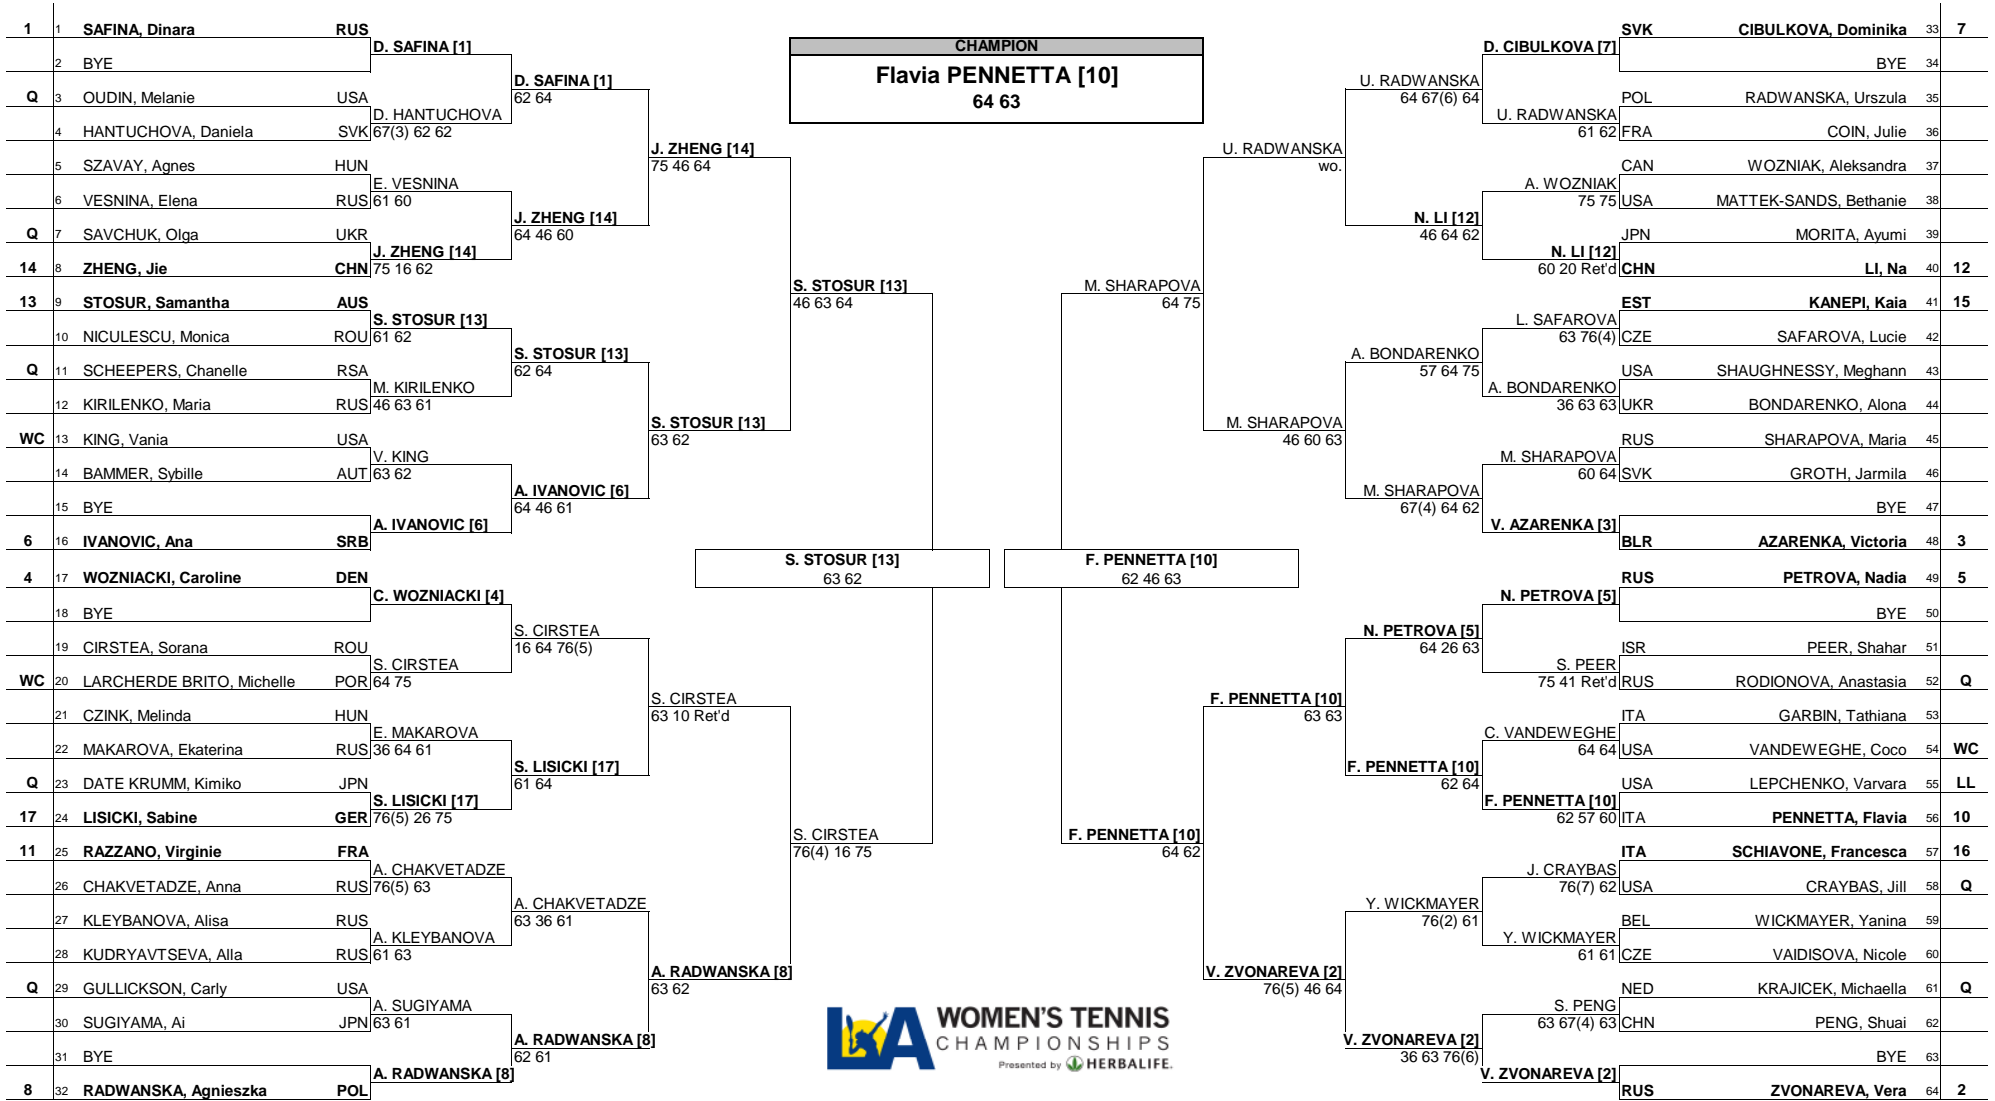 1 1 SAFINA, Dinara RUS
2 BYE
Q 3 OUDIN, Melanie USA
4 HANTUCHOVA, Daniela SVK
5 SZAVAY, Agnes HUN
6 VESNINA, Elena RUS
Q 7 SAVCHUK, Olga UKR
14 8 ZHENG, Jie CHN
13 9 STOSUR, Samantha AUS
10 NICULESCU, Monica ROU
Q 11 SCHEEPERS, Chanelle RSA
12 KIRILENKO, Maria RUS
WC 13 KING, Vania USA
14 BAMMER, Sybille AUT
15 BYE
6 16 IVANOVIC, Ana SRB
4 17 WOZNIACKI, Caroline DEN
18 BYE
19 CIRSTEA, Sorana ROU
WC 20 LARCHERDE BRITO, Michelle POR
21 CZINK, Melinda HUN
22 MAKAROVA, Ekaterina RUS
Q 23 DATE KRUMM, Kimiko JPN
17 24 LISICKI, Sabine GER
11 25 RAZZANO, Virginie FRA
26 CHAKVETADZE, Anna RUS
27 KLEYBANOVA, Alisa RUS
28 KUDRYAVTSEVA, Alla RUS
Q 29 GULLICKSON, Carly USA
30 SUGIYAMA, Ai JPN
31 BYE
8 32 RADWANSKA, Agnieszka POL
D. SAFINA [1]
D. HANTUCHOVA
67(3) 62 62
E. VESNINA
61 60
J. ZHENG [14]
75 16 62
S. STOSUR [13]
61 62
M. KIRILENKO
46 63 61
V. KING
63 62
A. IVANOVIC [6]
C. WOZNIACKI [4]
S. CIRSTEA
64 75
E. MAKAROVA
36 64 61
S. LISICKI [17]
76(5) 26 75
A. CHAKVETADZE
76(5) 63
A. KLEYBANOVA
61 63
A. SUGIYAMA
63 61
A. RADWANSKA [8]
D. SAFINA [1]
62 64
J. ZHENG [14]
64 46 60
S. STOSUR [13]
62 64
A. IVANOVIC [6]
64 46 61
S. CIRSTEA
16 64 76(5)
S. LISICKI [17]
61 64
A. CHAKVETADZE
63 36 61
A. RADWANSKA [8]
62 61
J. ZHENG [14]
75 46 64
S. STOSUR [13]
63 62
S. CIRSTEA
63 10 Ret'd
A. RADWANSKA [8]
63 62
S. STOSUR [13]
46 63 64
S. CIRSTEA
76(4) 16 75
S. STOSUR [13]
63 62
CHAMPION
Flavia PENNETTA [10]
64 63
F. PENNETTA [10]
62 46 63
M. SHARAPOVA
64 75
F. PENNETTA [10]
64 62
U. RADWANSKA
wo.
M. SHARAPOVA
46 60 63
F. PENNETTA [10]
63 63
V. ZVONAREVA [2]
76(5) 46 64
U. RADWANSKA
64 67(6) 64
N. LI [12]
46 64 62
A. BONDARENKO
57 64 75
M. SHARAPOVA
67(4) 64 62
N. PETROVA [5]
64 26 63
F. PENNETTA [10]
62 64
Y. WICKMAYER
76(2) 61
V. ZVONAREVA [2]
36 63 76(6)
D. CIBULKOVA [7]
U. RADWANSKA
61 62
A. WOZNIAK
75 75
N. LI [12]
60 20 Ret'd
L. SAFAROVA
63 76(4)
A. BONDARENKO
36 63 63
M. SHARAPOVA
60 64
V. AZARENKA [3]
N. PETROVA [5]
S. PEER
75 41 Ret'd
C. VANDEWEGHE
64 64
F. PENNETTA [10]
62 57 60
J. CRAYBAS
76(7) 62
Y. WICKMAYER
61 61
S. PENG
63 67(4) 63
V. ZVONAREVA [2]
SVK CIBULKOVA, Dominika 33 7
BYE 34
POL RADWANSKA, Urszula 35
FRA COIN, Julie 36
CAN WOZNIAK, Aleksandra 37
USA MATTEK-SANDS, Bethanie 38
JPN MORITA, Ayumi 39
CHN LI, Na 40 12
EST KANEPI, Kaia 41 15
CZE SAFAROVA, Lucie 42
USA SHAUGHNESSY, Meghann 43
UKR BONDARENKO, Alona 44
RUS SHARAPOVA, Maria 45
SVK GROTH, Jarmila 46
BYE 47
BLR AZARENKA, Victoria 48 3
RUS PETROVA, Nadia 49 5
BYE 50
ISR PEER, Shahar 51
RUS RODIONOVA, Anastasia 52 Q
ITA GARBIN, Tathiana 53
USA VANDEWEGHE, Coco 54 WC
USA LEPCHENKO, Varvara 55 LL
ITA PENNETTA, Flavia 56 10
ITA SCHIAVONE, Francesca 57 16
USA CRAYBAS, Jill 58 Q
BEL WICKMAYER, Yanina 59
CZE VAIDISOVA, Nicole 60
NED KRAJICEK, Michaella 61 Q
CHN PENG, Shuai 62
BYE 63
RUS ZVONAREVA, Vera 64 2
LA WOMEN'S TENNIS
CHAMPIONSHIPS
Presented by HERBALIFE.